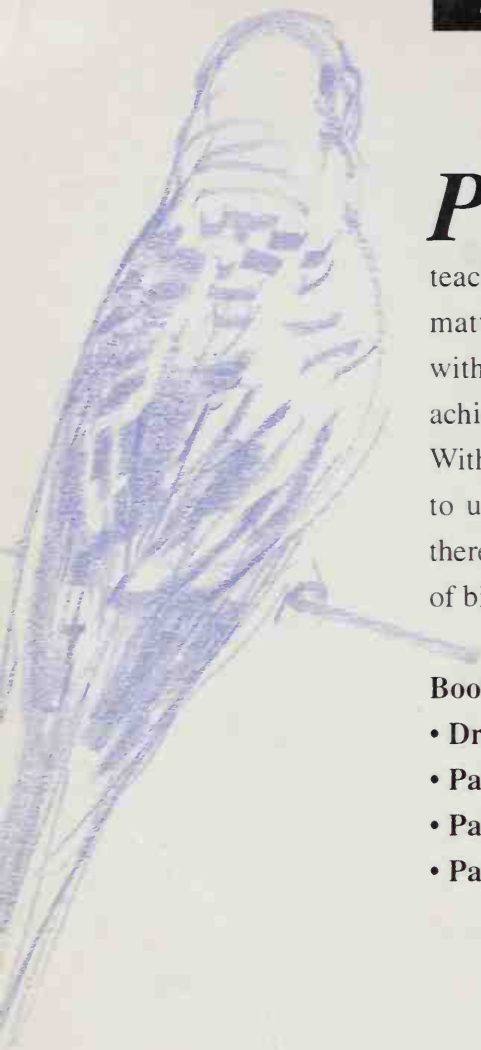 P
teac
mat
with
achi
With
to u
there
of bi
Boo
• Dr
• Pa
• Pa
• Pa